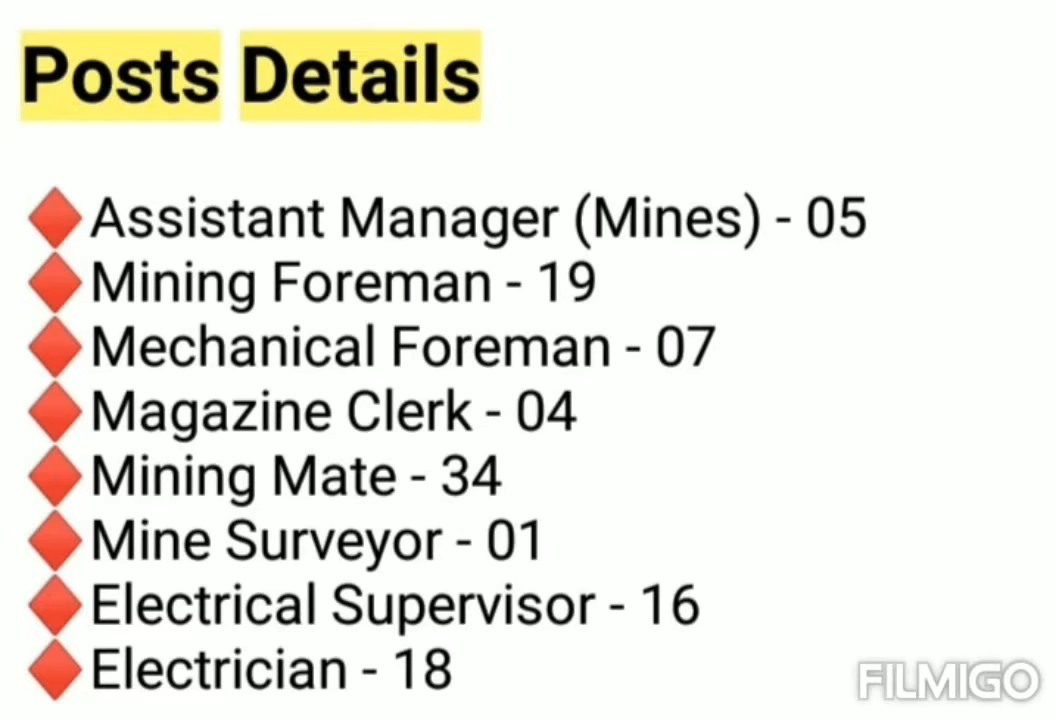 Posts Details
♦Assistant Manager (Mines) - 05
♦Mining Foreman - 19
♦Mechanical Foreman - 07
♦Magazine Clerk - 04
♦Mining Mate - 34
♦Mine Surveyor - 01
♦Electrical Supervisor - 16
♦Electrician - 18
FILMIGO